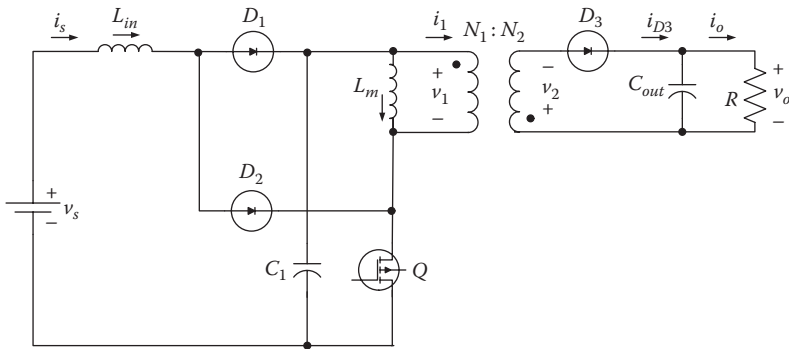 i_s
L_in
D_1
i_1
N_1 : N_2
D_3
i_D3
i_o
L_m
+
v_1
−
−
v_2
+
C_out
R
+
v_o
−
D_2
+
v_s
−
C_1
Q